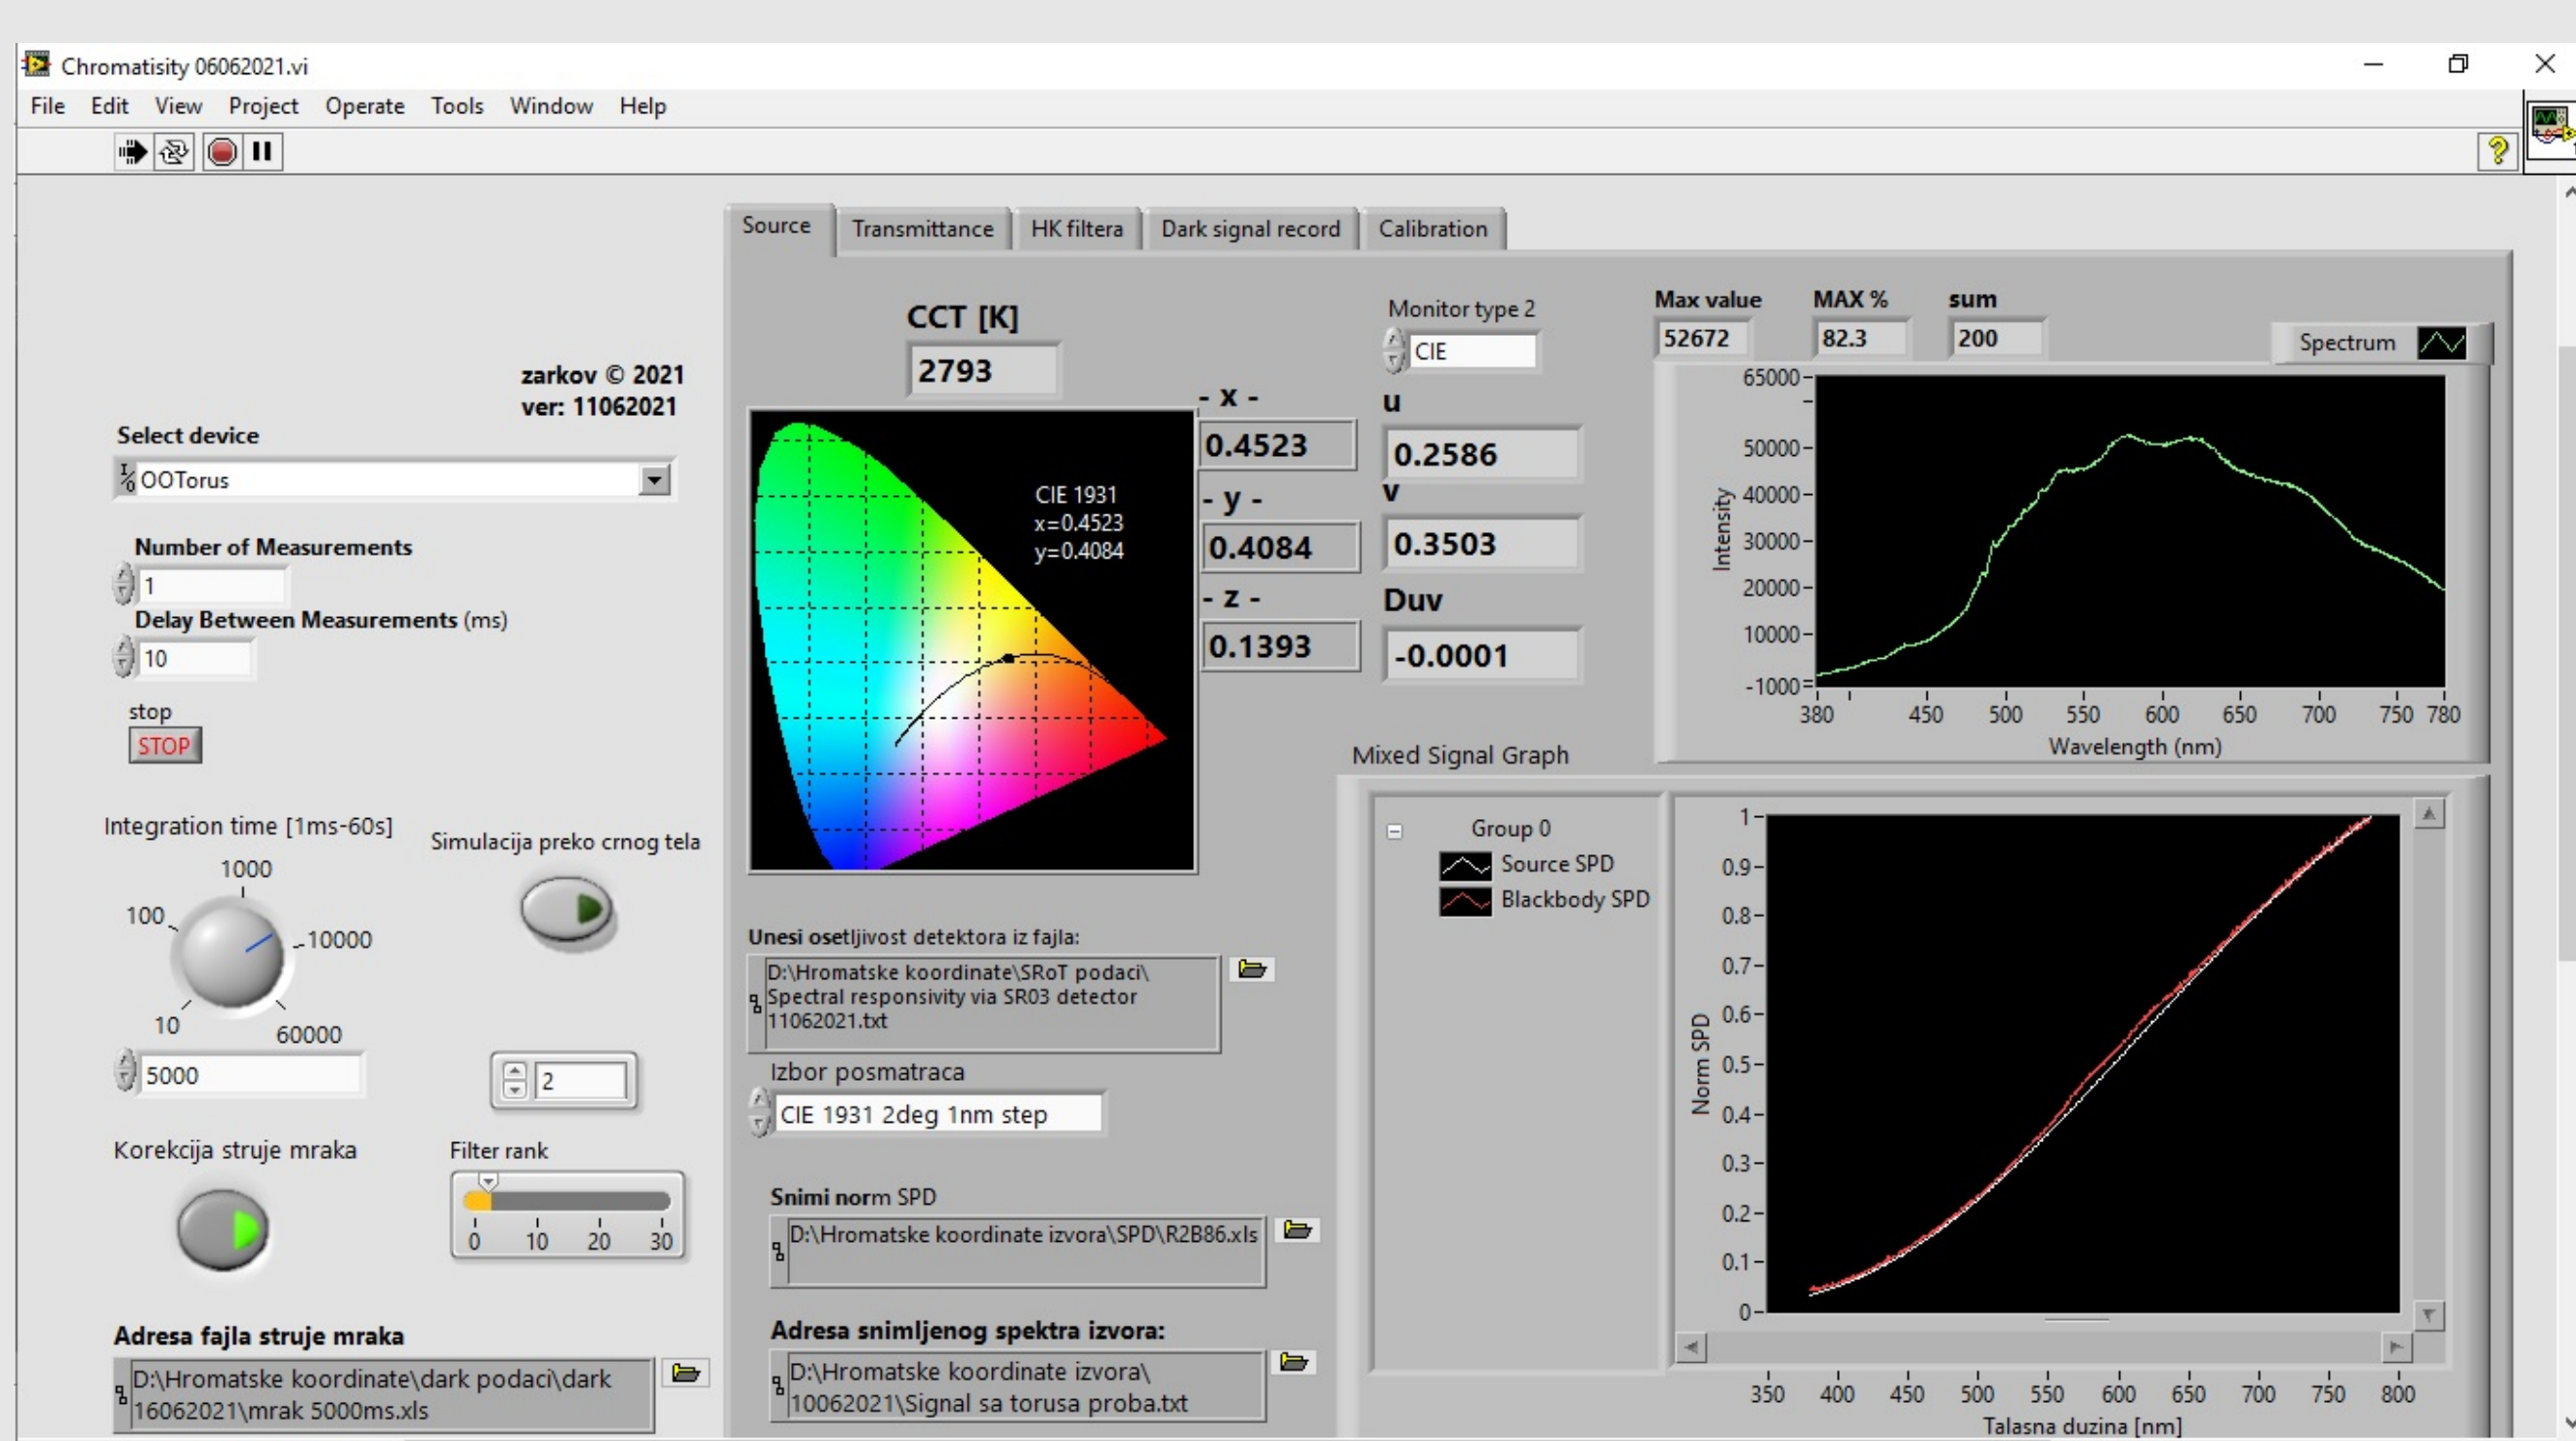 Chromatisity 06062021.vi
File Edit View Project Operate Tools Window Help
zarkov © 2021
ver: 11062021
Select device
OOTorus
Number of Measurements
1
Delay Between Measurements (ms)
10
stop
STOP
Integration time [1ms-60s]
1000
100
10000
10
60000
5000
Simulacija preko crnog tela
2
Korekcija struje mraka
Filter rank
0 10 20 30
Adresa fajla struje mraka
D:\Hromatske koordinate\dark podaci\dark
16062021\mrak 5000ms.xls
Source Transmittance HK filtera Dark signal record Calibration
CCT [K]
2793
CIE 1931
x=0.4523
y=0.4084
- x -
0.4523
- y -
0.4084
- z -
0.1393
Monitor type 2
CIE
u
0.2586
v
0.3503
Duv
-0.0001
Unesi osetljivost detektora iz fajla:
D:\Hromatske koordinate\SRoT podaci\
Spectral responsivity via SR03 detector
11062021.txt
Izbor posmatraca
CIE 1931 2deg 1nm step
Snimi norm SPD
D:\Hromatske koordinate izvora\SPD\R2B86.xls
Adresa snimljenog spektra izvora:
D:\Hromatske koordinate izvora\
10062021\Signal sa torusa proba.txt
Max value MAX % sum
52672 82.3 200
Spectrum
65000
50000
40000
30000
20000
10000
-1000
Intensity
380 450 500 550 600 650 700 750 780
Wavelength (nm)
Mixed Signal Graph
Group 0
Source SPD
Blackbody SPD
1
0.9
0.8
0.7
0.6
0.5
0.4
0.3
0.2
0.1
0
Norm SPD
350 400 450 500 550 600 650 700 750 800
Talasna duzina [nm]